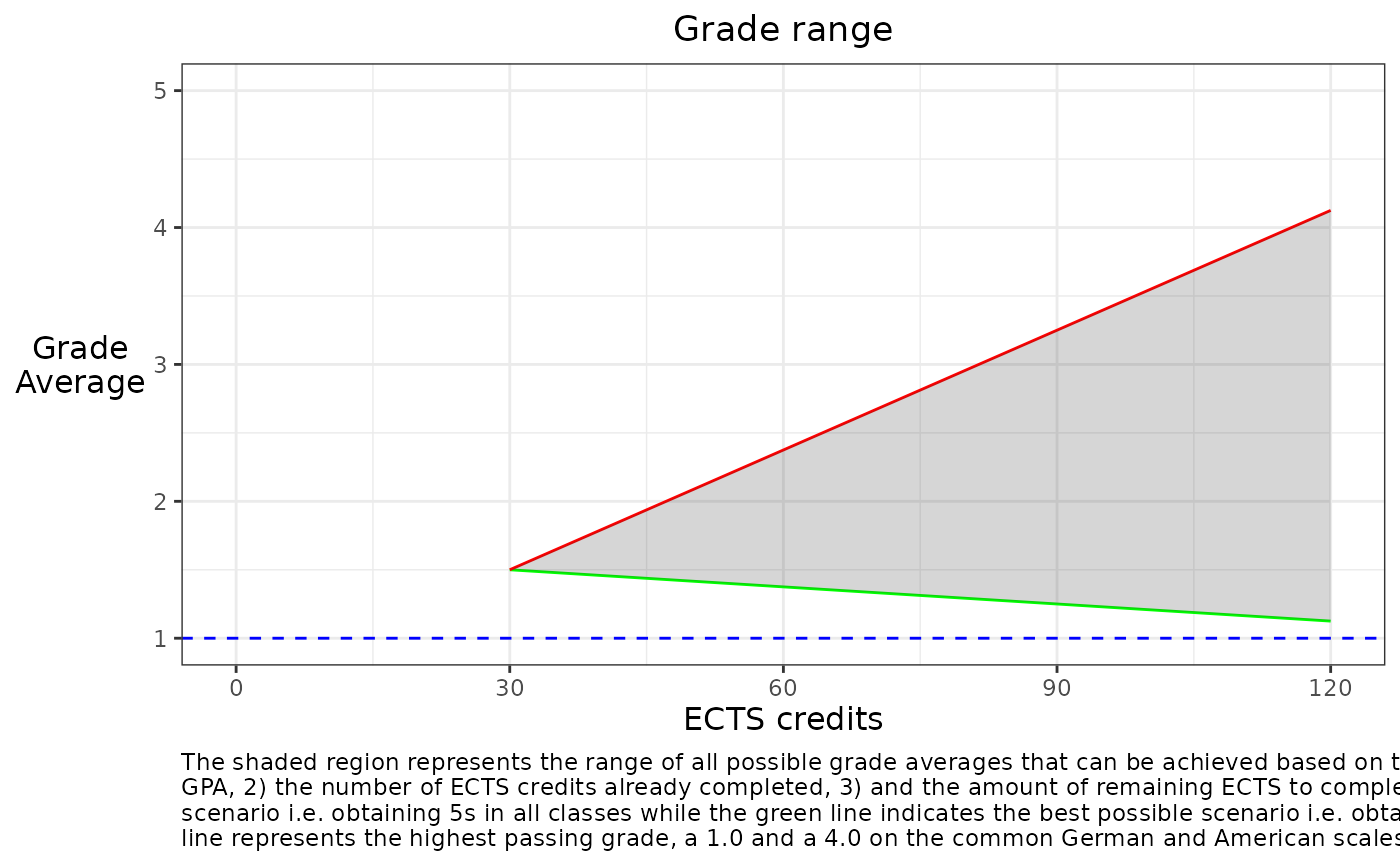 Grade range
5
4
3
2
1
Grade
Average
0
30
60
90
120
ECTS credits
The shaded region represents the range of all possible grade averages that can be achieved based on
GPA, 2) the number of ECTS credits already completed, 3) and the amount of remaining ECTS to
scenario i.e. obtaining 5s in all classes while the green line indicates the best possible scenario i.e.
line represents the highest passing grade, a 1.0 and a 4.0 on the common German and American scales